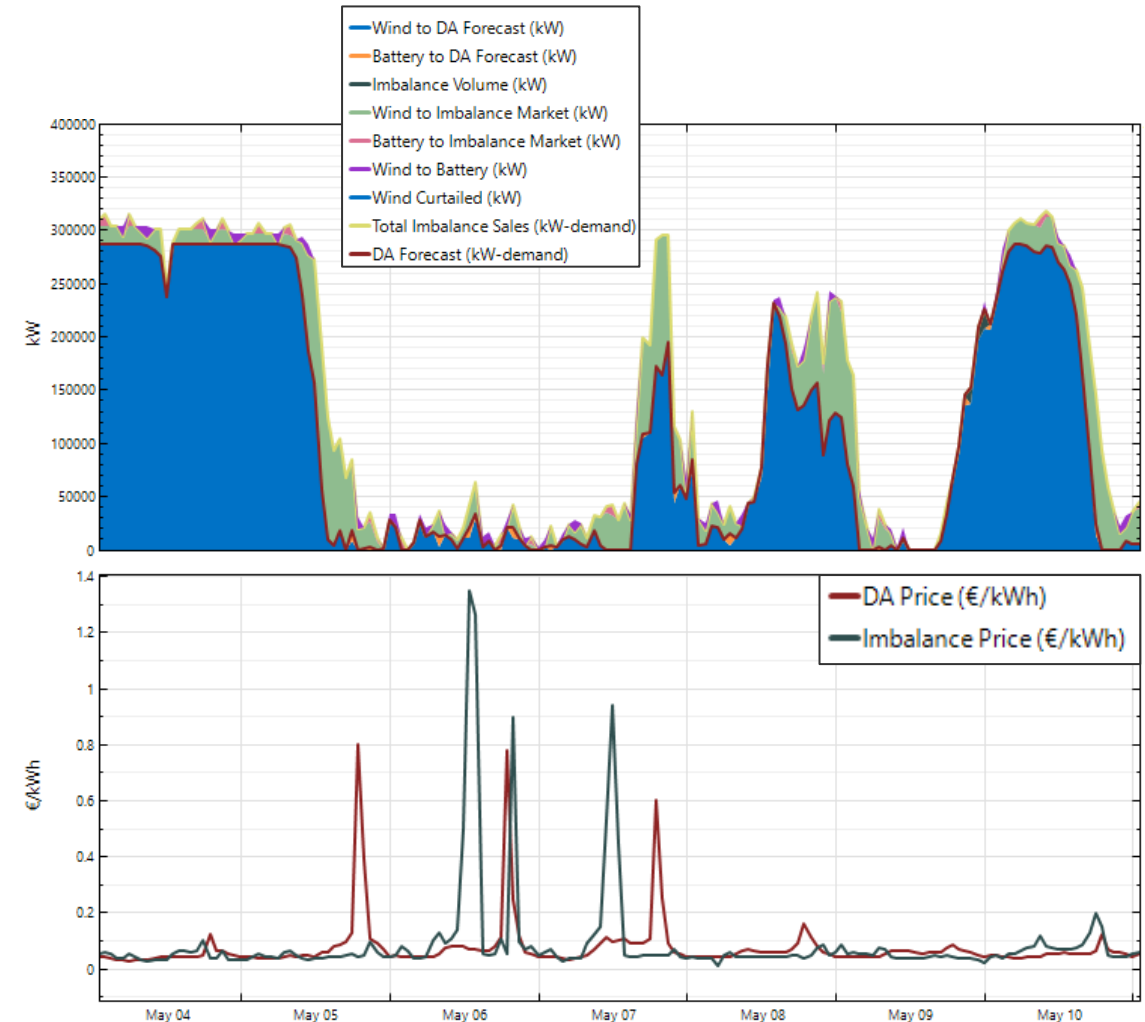 Wind to DA Forecast (kW)
Battery to DA Forecast (kW)
Imbalance Volume (kW)
Wind to Imbalance Market (kW)
Battery to Imbalance Market (kW)
Wind to Battery (kW)
Wind Curtailed (kW)
Total Imbalance Sales (kW-demand)
DA Forecast (kW-demand)
kW
400000
350000
300000
250000
200000
150000
100000
50000
0
DA Price (€/kWh)
Imbalance Price (€/kWh)
€/kWh
1.4
1.2
1
0.8
0.6
0.4
0.2
0
May 04 May 05 May 06 May 07 May 08 May 09 May 10